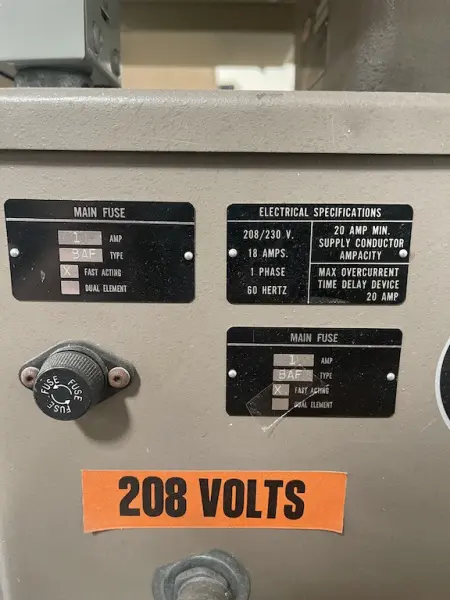 MAIN FUSE
1 AMP
BAF TYPE
X FAST ACTING
DUAL ELEMENT
ELECTRICAL SPECIFICATIONS
208/230 V.
18 AMPS.
1 PHASE
60 HERTZ
20 AMP MIN.
SUPPLY CONDUCTOR
AMPACITY
MAX OVERCURRENT
TIME DELAY DEVICE
20 AMP
MAIN FUSE
1 AMP
BAF TYPE
X FAST ACTING
DUAL ELEMENT
FUSE
FUSE
FUSE
208 VOLTS